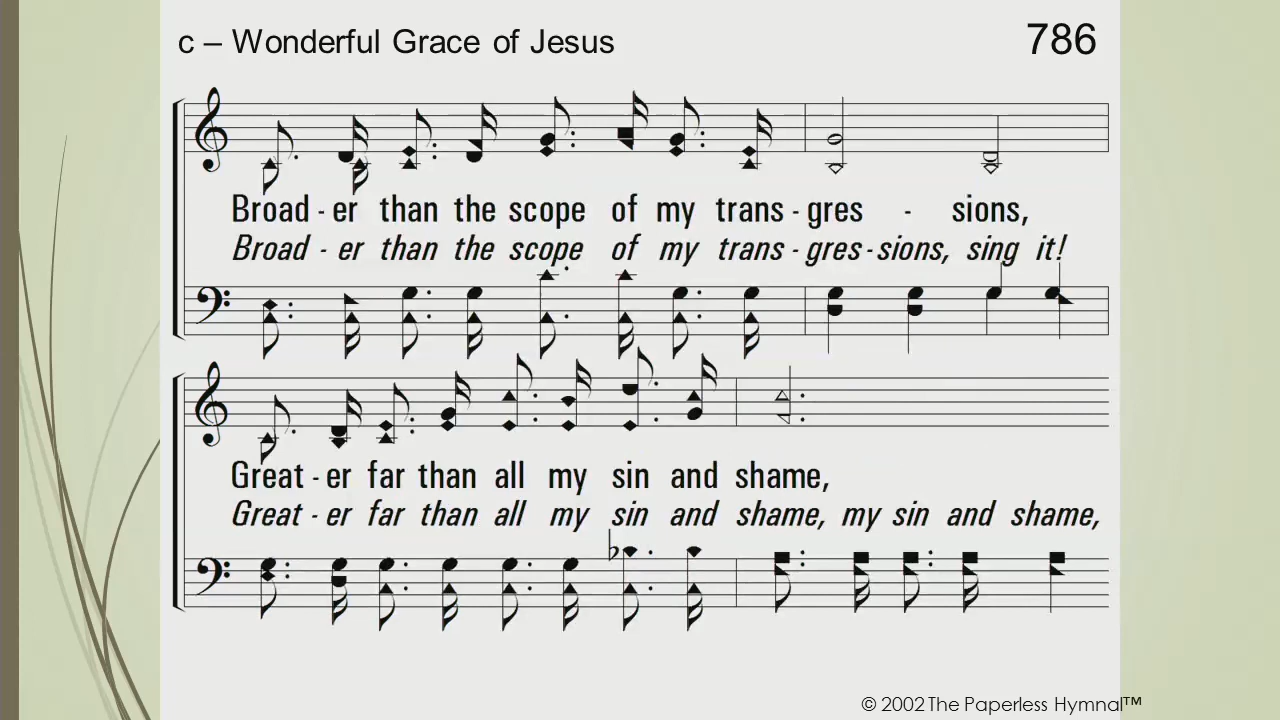 c – Wonderful Grace of Jesus 786
Broad - er than the scope of my trans - gres - sions,
Broad - er than the scope of my trans - gres - sions, sing it!
Great - er far than all my sin and shame,
Great - er far than all my sin and shame, my sin and shame,
© 2002 The Paperless Hymnal™